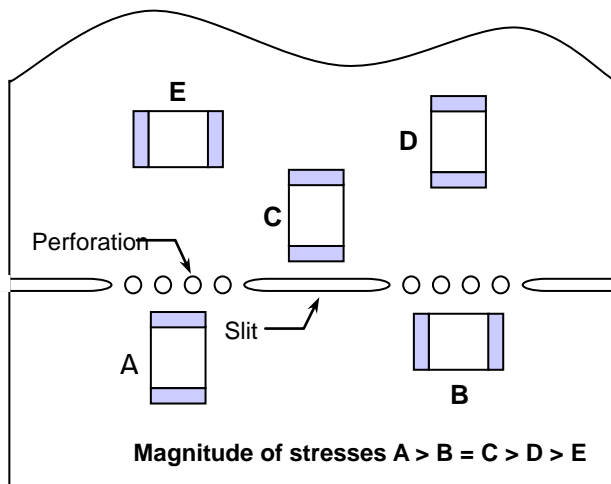 E
D
C
Perforation
Slit
A
B
Magnitude of stresses A > B = C > D > E